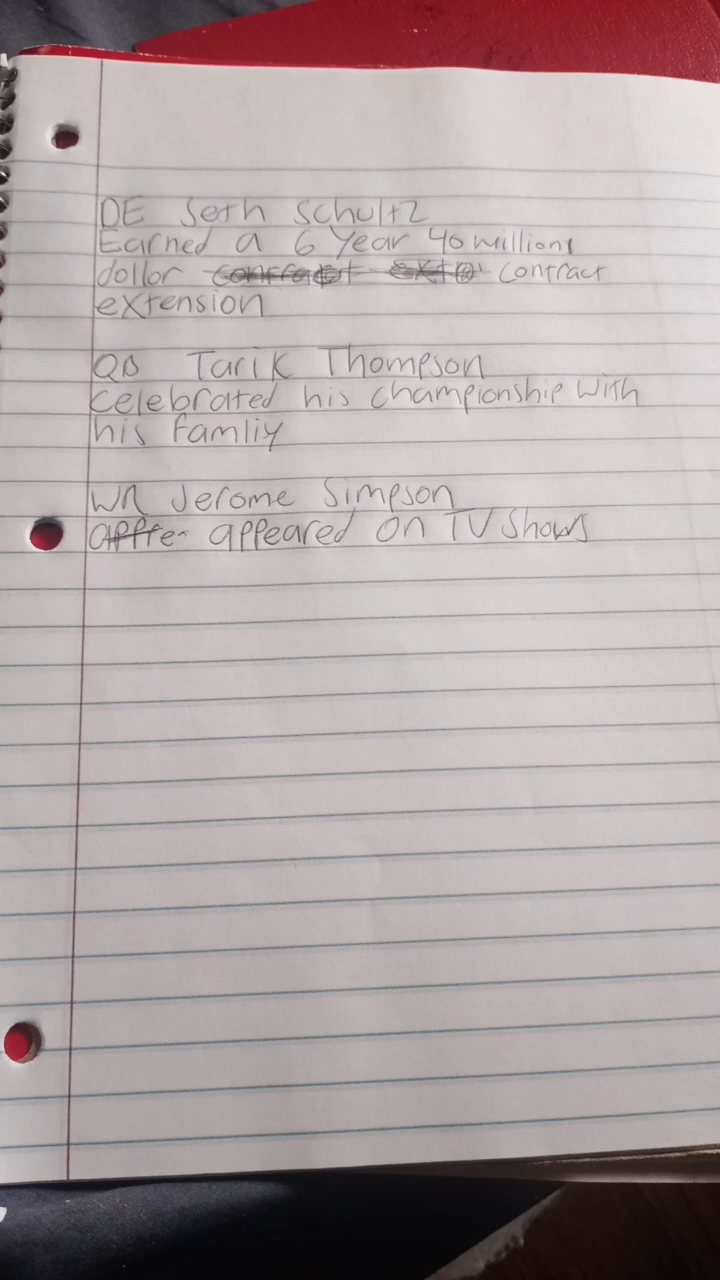 DE Seth Schultz
Earned a 6 Year 40 millions
dollor contract
extension
QB Tarik Thompson
celebrated his championship with
his famliy
WR Jerome Simpson
appeared on TV Shows